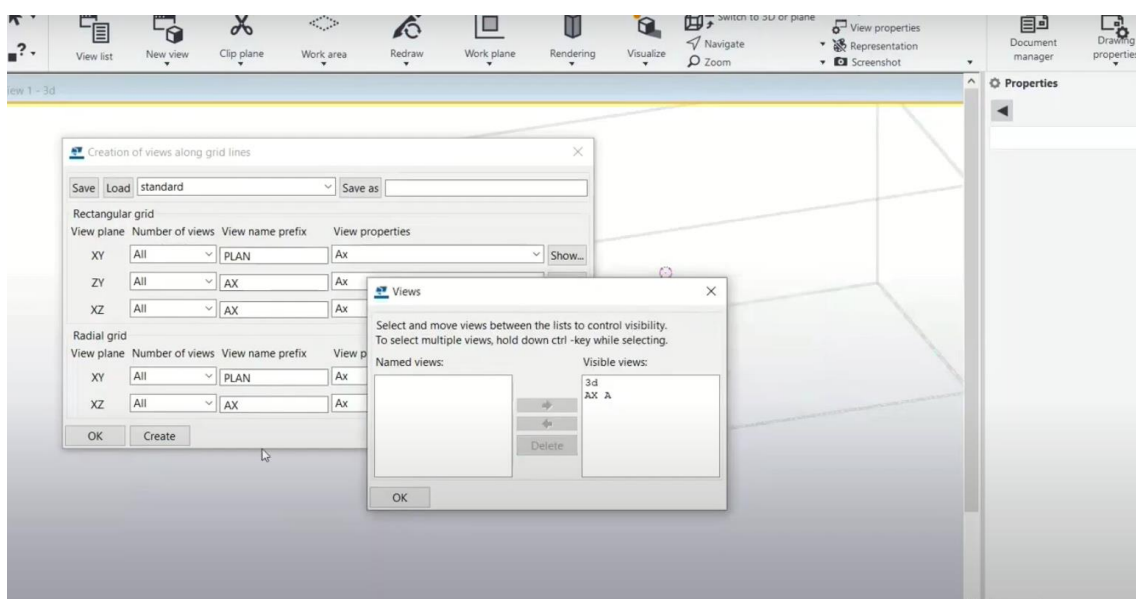 Switch to 3D or plane
View properties
View list
New view
Clip plane
Work area
Redraw
Work plane
Rendering
Visualize
Navigate
Zoom
Representation
Screenshot
Document manager
Drawing properties
?
View 1 - 3d
Properties
Creation of views along grid lines
Save Load standard Save as
Rectangular grid
View plane Number of views View name prefix View properties
XY All PLAN Ax Show...
ZY All AX Ax
XZ All AX Ax
Radial grid
View plane Number of views View name prefix View p
XY All PLAN Ax
XZ All AX Ax
OK Create
Views
Select and move views between the lists to control visibility.
To select multiple views, hold down ctrl -key while selecting.
Named views: Visible views:
3d
AX A
Delete
OK